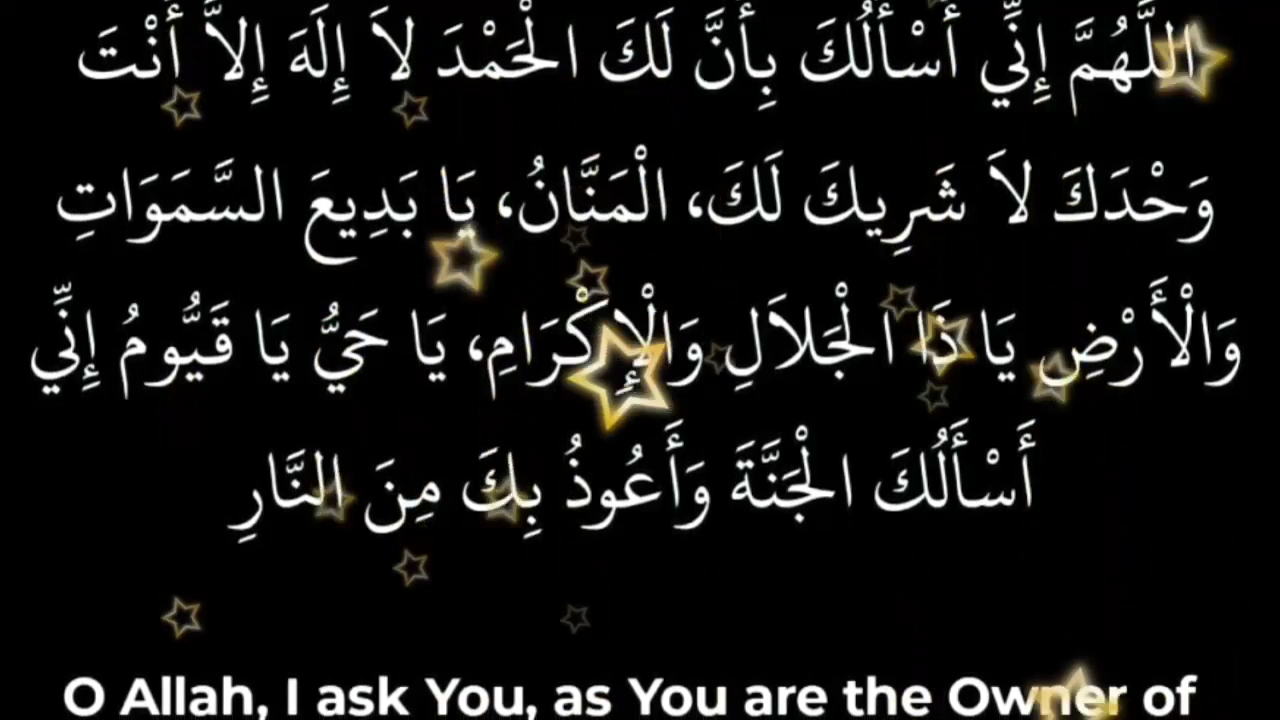 اللَّهُمَّ إِنِّي أَسْأَلُكَ بِأَنَّ لَكَ الْحَمْدَ لاَ إِلَهَ إِلاَّ أَنْتَ
وَحْدَكَ لاَ شَرِيكَ لَكَ، الْمَنَّانُ، يَا بَدِيعَ السَّمَوَاتِ
وَالْأَرْضِ يَا ذَا الْجَلاَلِ وَالْإِكْرَامِ، يَا حَيُّ يَا قَيُّومُ إِنِّي
أَسْأَلُكَ الْجَنَّةَ وَأَعُوذُ بِكَ مِنَ النَّارِ
O Allah, I ask You, as You are the Owner of